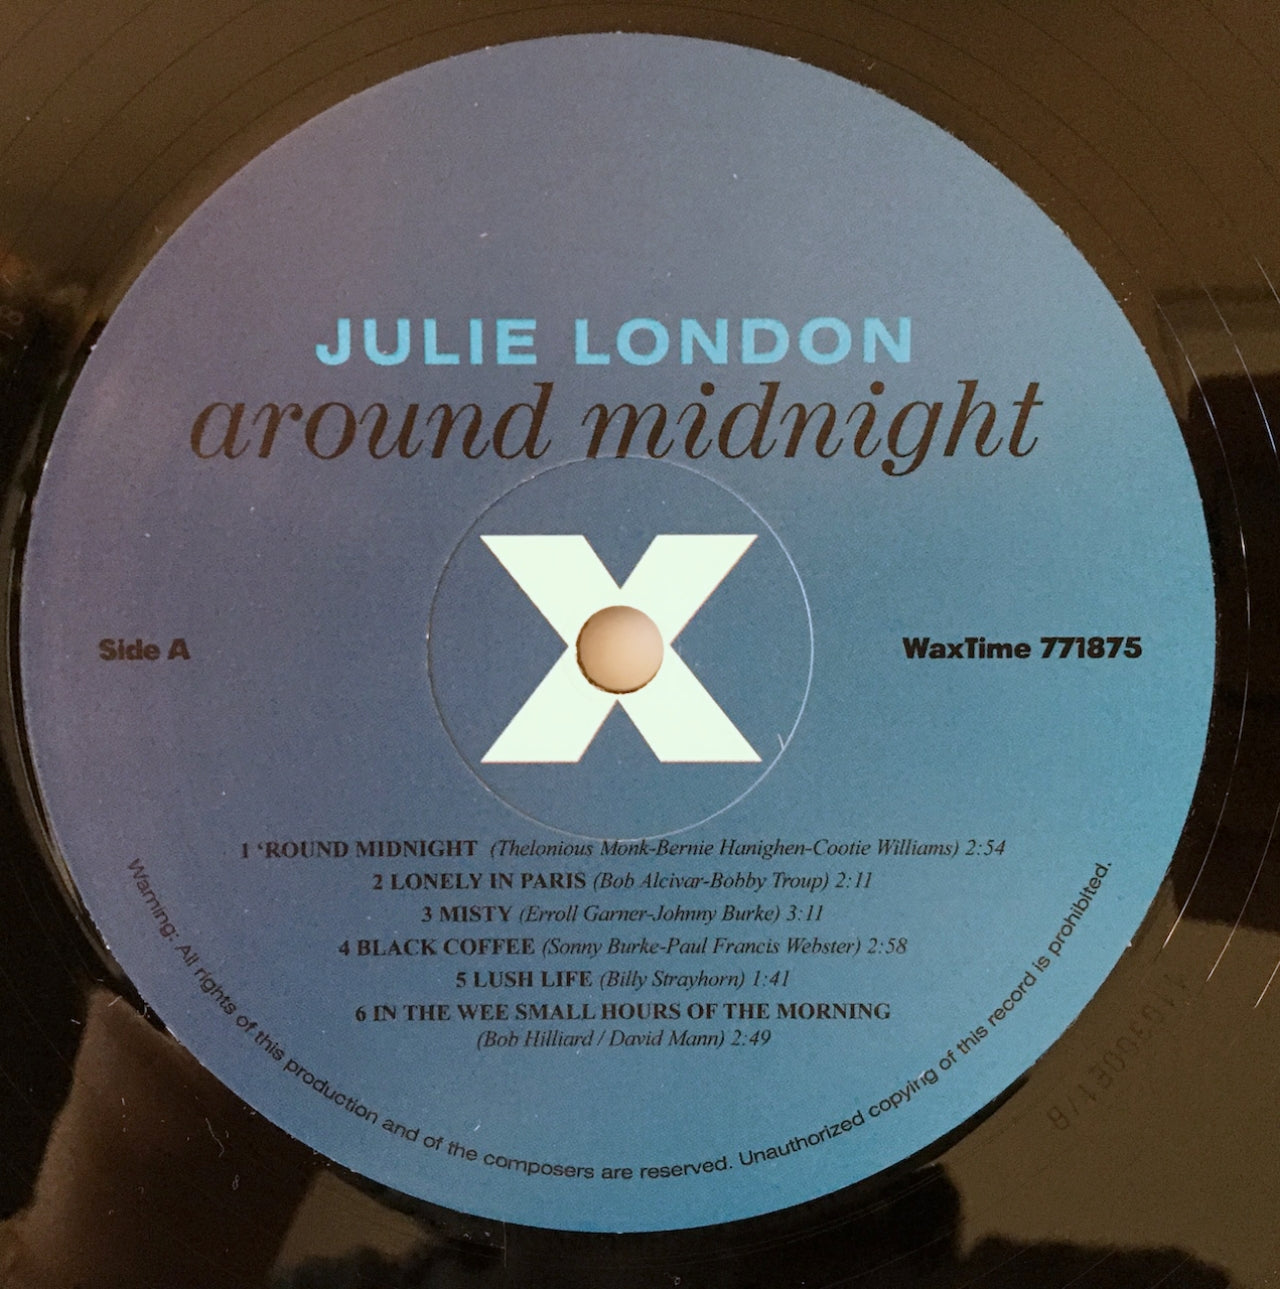 JULIE LONDON
around midnight
X
Side A
WaxTime 771875
1 ‘ROUND MIDNIGHT (Thelonious Monk-Bernie Hanighen-Cootie Williams) 2:54
2 LONELY IN PARIS (Bob Alcivar-Bobby Troup) 2:11
3 MISTY (Erroll Garner-Johnny Burke) 3:11
4 BLACK COFFEE (Sonny Burke-Paul Francis Webster) 2:58
5 LUSH LIFE (Billy Strayhorn) 1:41
6 IN THE WEE SMALL HOURS OF THE MORNING
(Bob Hilliard / David Mann) 2:49
Warning: All rights of this production and of the composers are reserved. Unauthorized copying of this record is prohibited.